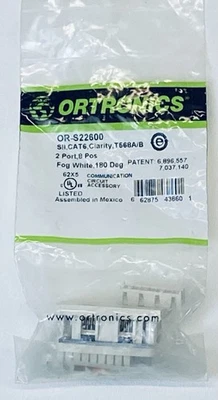 ORTRONICS
OR-S22600
SII,CAT6,Clarity,T568A/B
2 Port,8 Pos
Fog White,180 Deg
PATENT: 6,896,557
7,037,140
62X5
COMMUNICATION
CIRCUIT
ACCESSORY
LISTED
Assembled in Mexico
6 62875 43860 1
www.ortronics.com